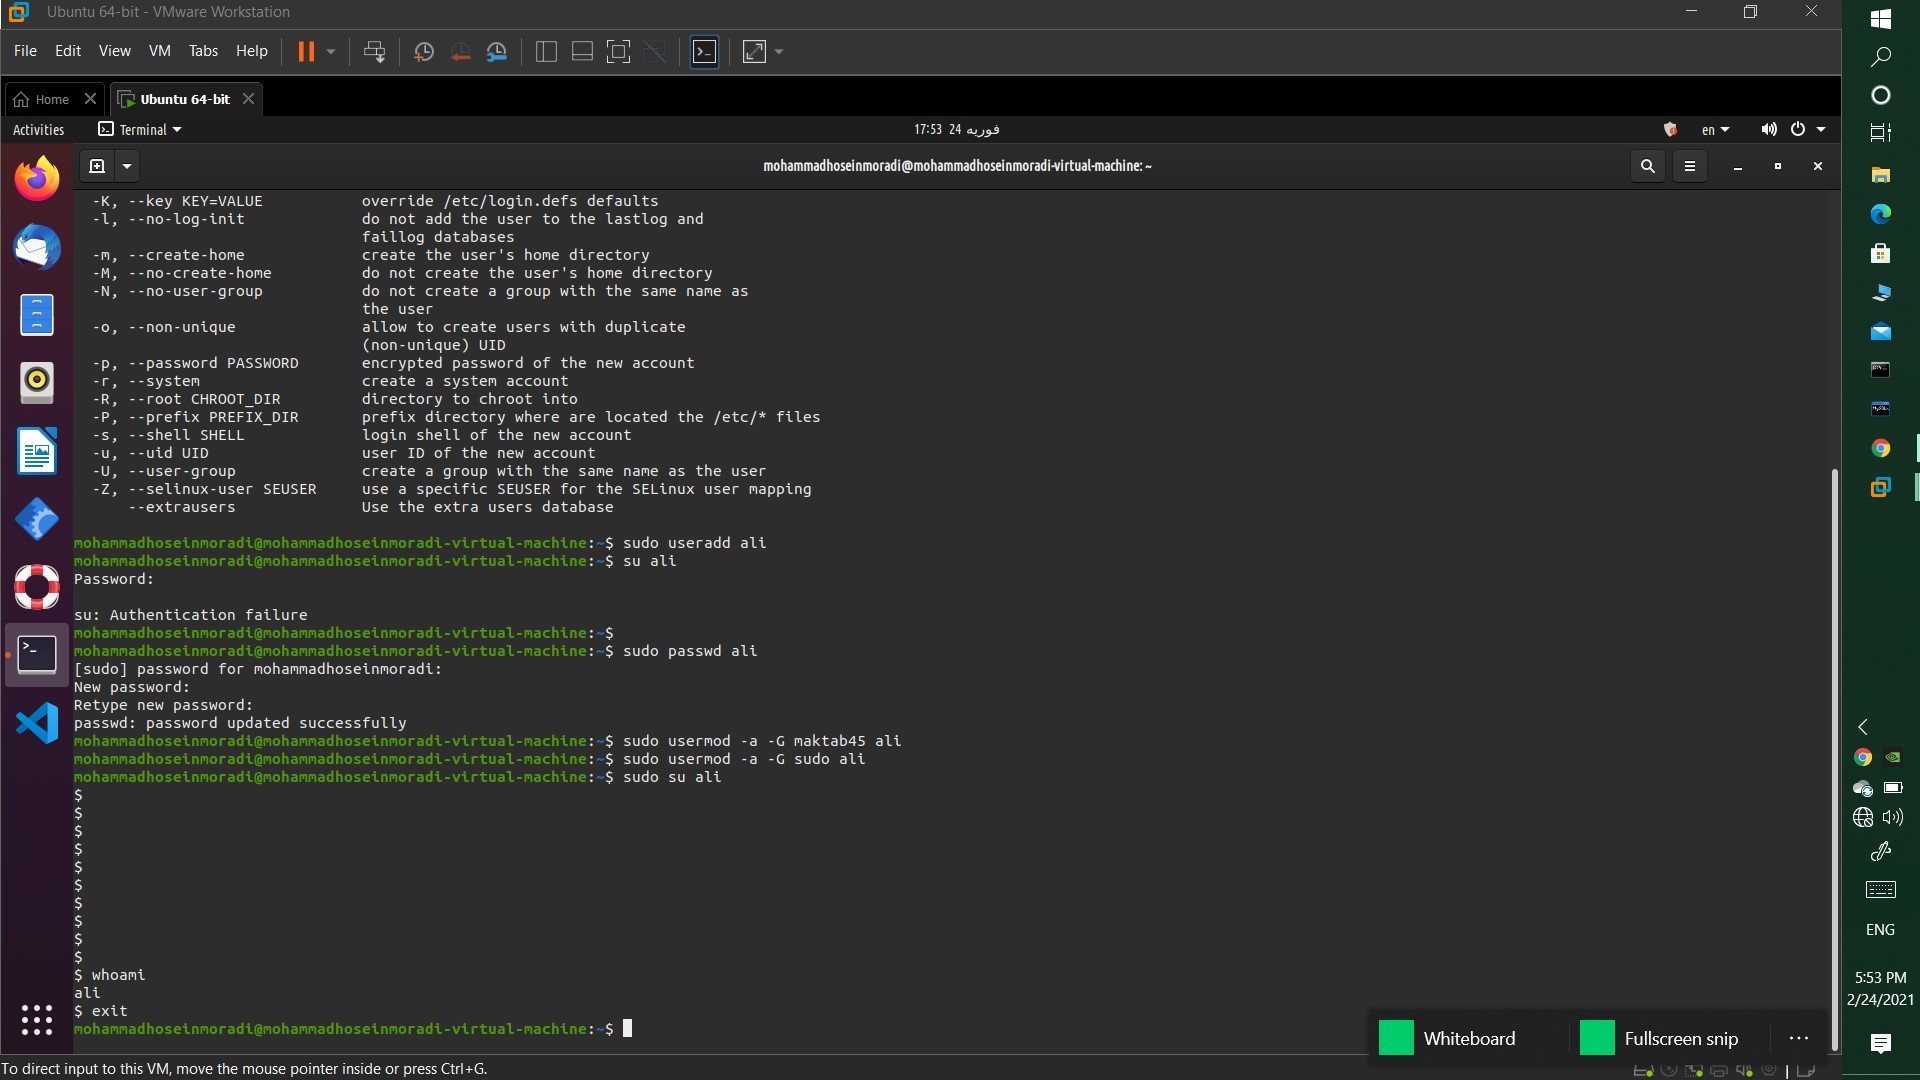 Ubuntu 64-bit - VMware Workstation
File Edit View VM Tabs Help
Home
Ubuntu 64-bit
Activities
Terminal
17:53 24 فوریه
en
mohammadhoseinmoradi@mohammadhoseinmoradi-virtual-machine: ~
-K, --key KEY=VALUE override /etc/login.defs defaults
-l, --no-log-init do not add the user to the lastlog and
faillog databases
-m, --create-home create the user's home directory
-M, --no-create-home do not create the user's home directory
-N, --no-user-group do not create a group with the same name as
the user
-o, --non-unique allow to create users with duplicate
(non-unique) UID
-p, --password PASSWORD encrypted password of the new account
-r, --system create a system account
-R, --root CHROOT_DIR directory to chroot into
-P, --prefix PREFIX_DIR prefix directory where are located the /etc/* files
-s, --shell SHELL login shell of the new account
-u, --uid UID user ID of the new account
-U, --user-group create a group with the same name as the user
-Z, --selinux-user SEUSER use a specific SEUSER for the SELinux user mapping
--extrausers Use the extra users database
mohammadhoseinmoradi@mohammadhoseinmoradi-virtual-machine:~$ sudo useradd ali
mohammadhoseinmoradi@mohammadhoseinmoradi-virtual-machine:~$ su ali
Password:
su: Authentication failure
mohammadhoseinmoradi@mohammadhoseinmoradi-virtual-machine:~$
mohammadhoseinmoradi@mohammadhoseinmoradi-virtual-machine:~$ sudo passwd ali
[sudo] password for mohammadhoseinmoradi:
New password:
Retype new password:
passwd: password updated successfully
mohammadhoseinmoradi@mohammadhoseinmoradi-virtual-machine:~$ sudo usermod -a -G maktab45 ali
mohammadhoseinmoradi@mohammadhoseinmoradi-virtual-machine:~$ sudo usermod -a -G sudo ali
mohammadhoseinmoradi@mohammadhoseinmoradi-virtual-machine:~$ sudo su ali
$
$
$
$
$
$
$
$
$
$
$ whoami
ali
$ exit
mohammadhoseinmoradi@mohammadhoseinmoradi-virtual-machine:~$
Whiteboard
Fullscreen snip
To direct input to this VM, move the mouse pointer inside or press Ctrl+G.
ENG
5:53 PM
2/24/2021